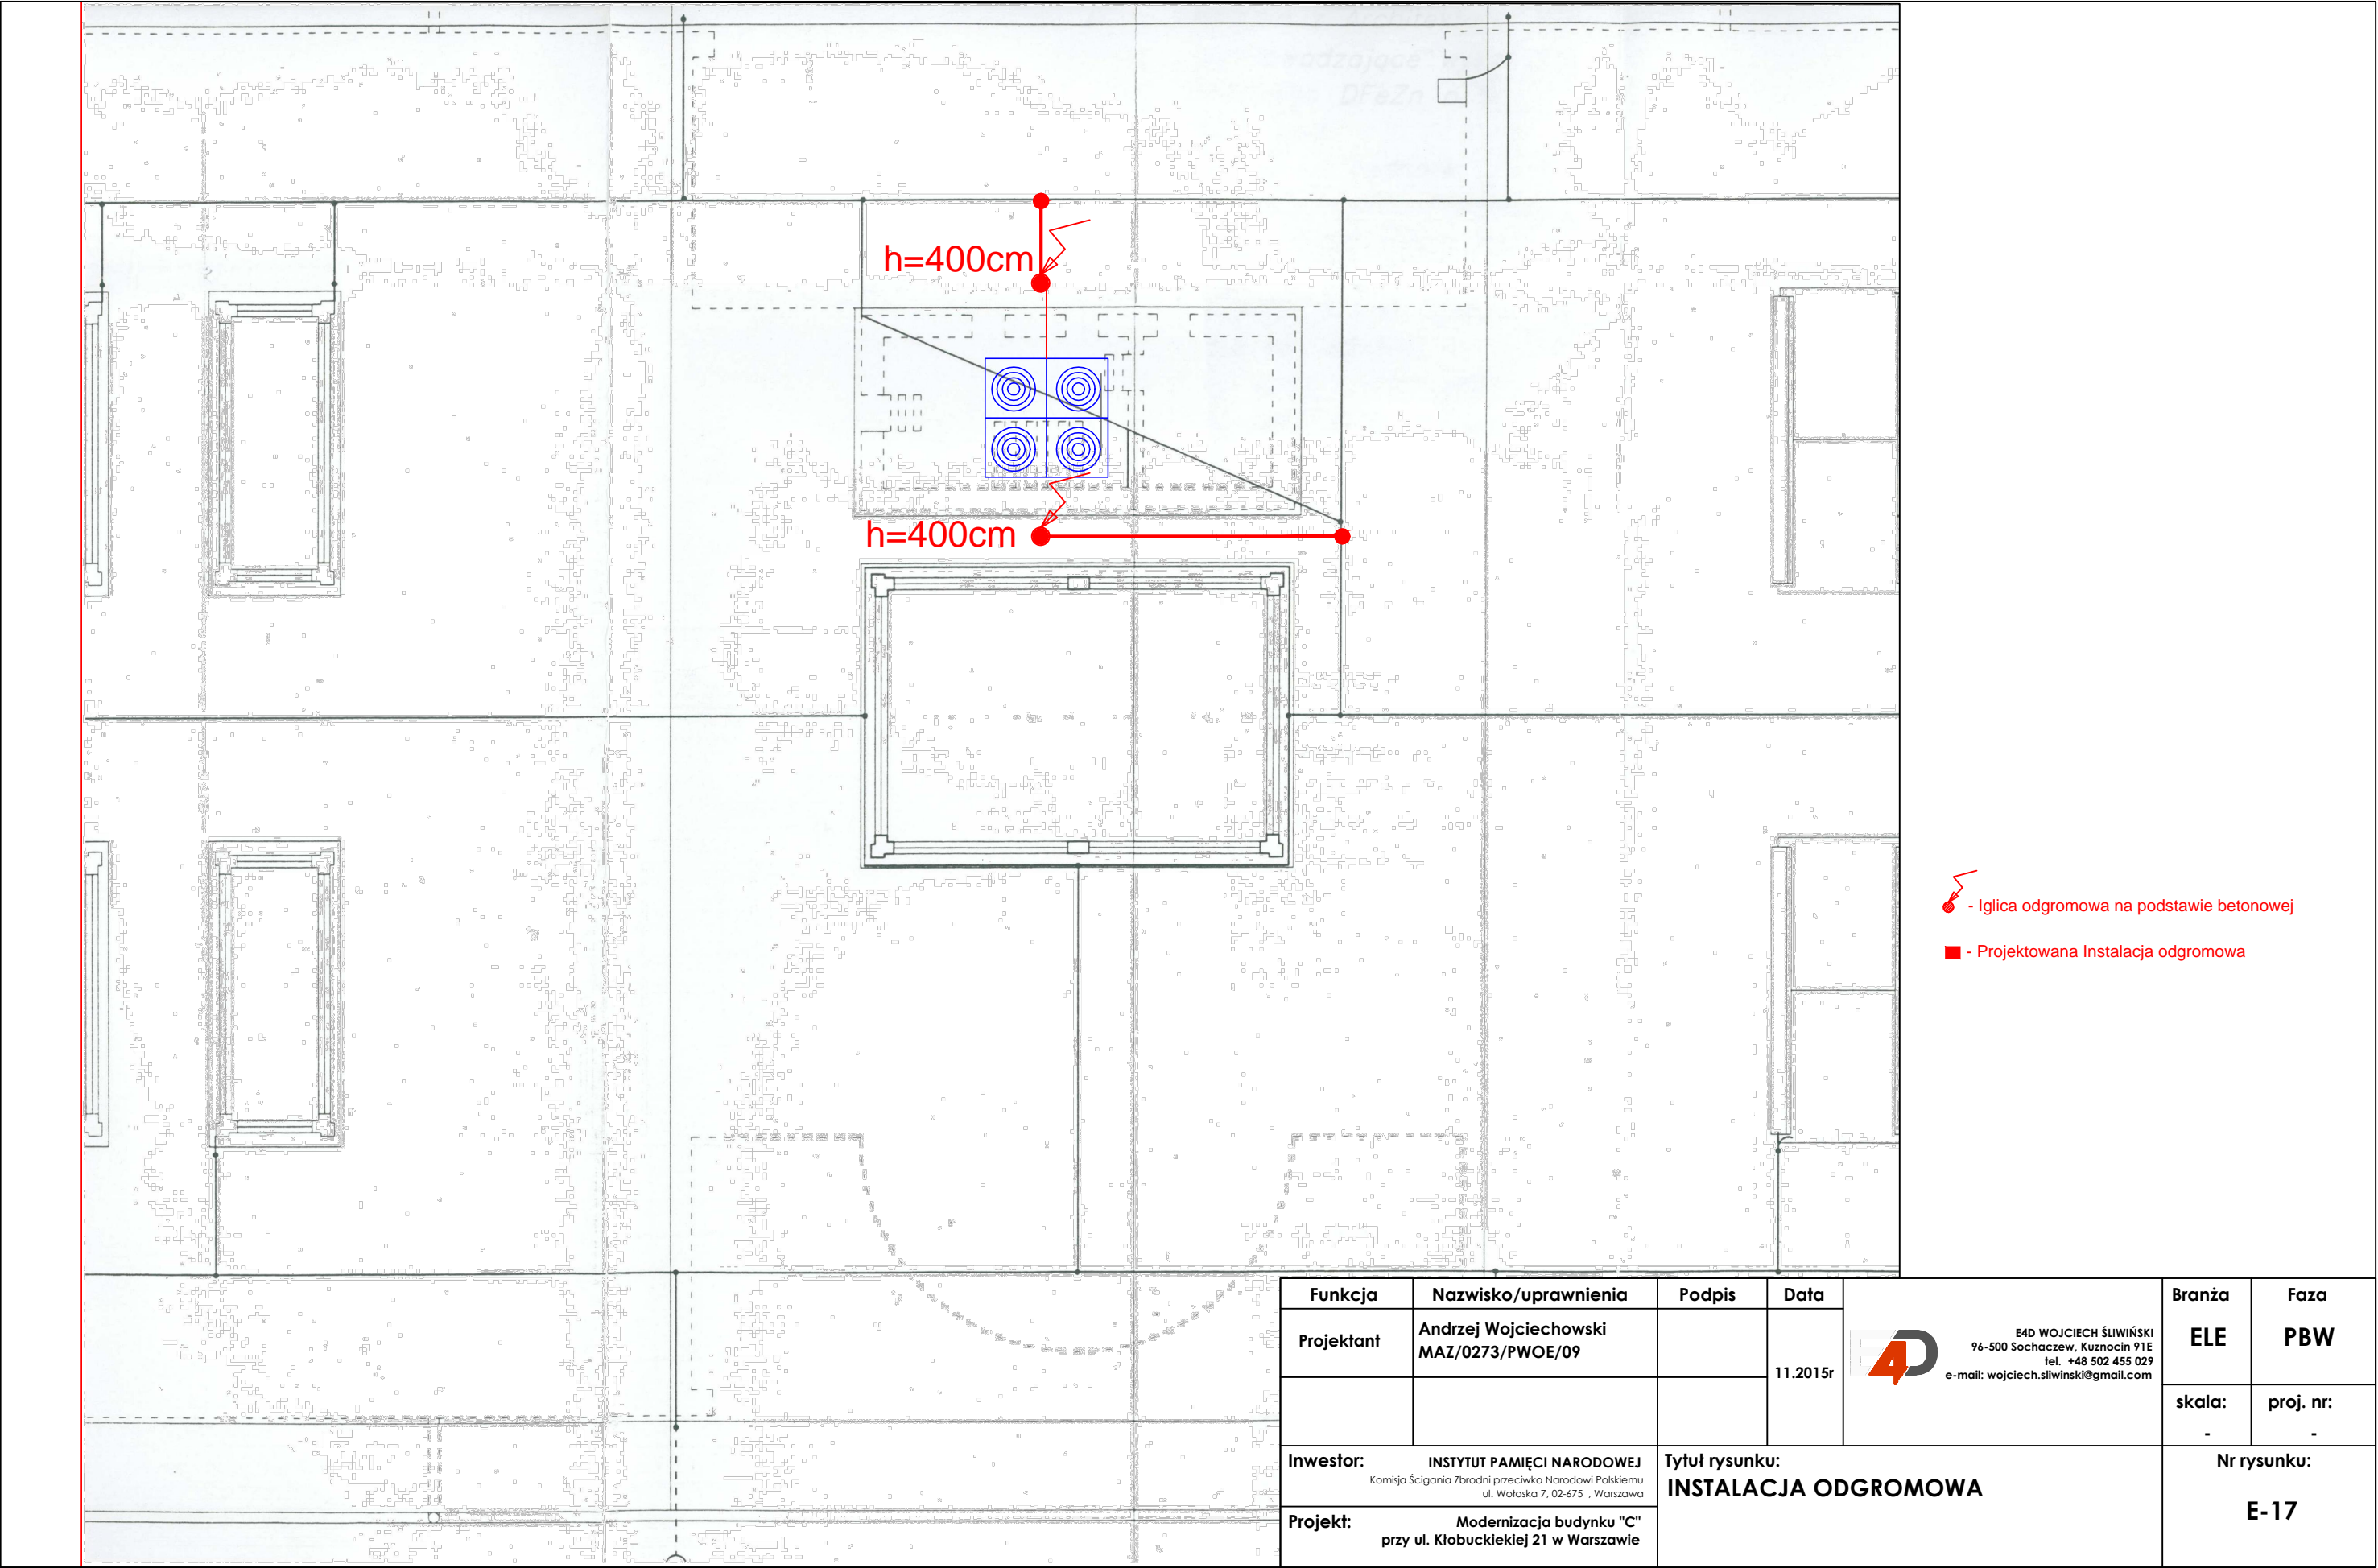 adzające
DFeZn
h=400cm
h=400cm
- Iglica odgromowa na podstawie betonowej
- Projektowana Instalacja odgromowa
Funkcja
Nazwisko/uprawnienia
Podpis
Data
Projektant
Andrzej Wojciechowski
MAZ/0273/PWOE/09
11.2015r
E4D
E4D WOJCIECH ŚLIWIŃSKI
96-500 Sochaczew, Kuznocin 91E
tel. +48 502 455 029
e-mail: wojciech.sliwinski@gmail.com
Branża
ELE
Faza
PBW
skala:
-
proj. nr:
-
Inwestor:
INSTYTUT PAMIĘCI NARODOWEJ
Komisja Ścigania Zbrodni przeciwko Narodowi Polskiemu
ul. Wołoska 7, 02-675 , Warszawa
Projekt:
Modernizacja budynku "C"
przy ul. Kłobuckiekiej 21 w Warszawie
Tytuł rysunku:
INSTALACJA ODGROMOWA
Nr rysunku:
E-17